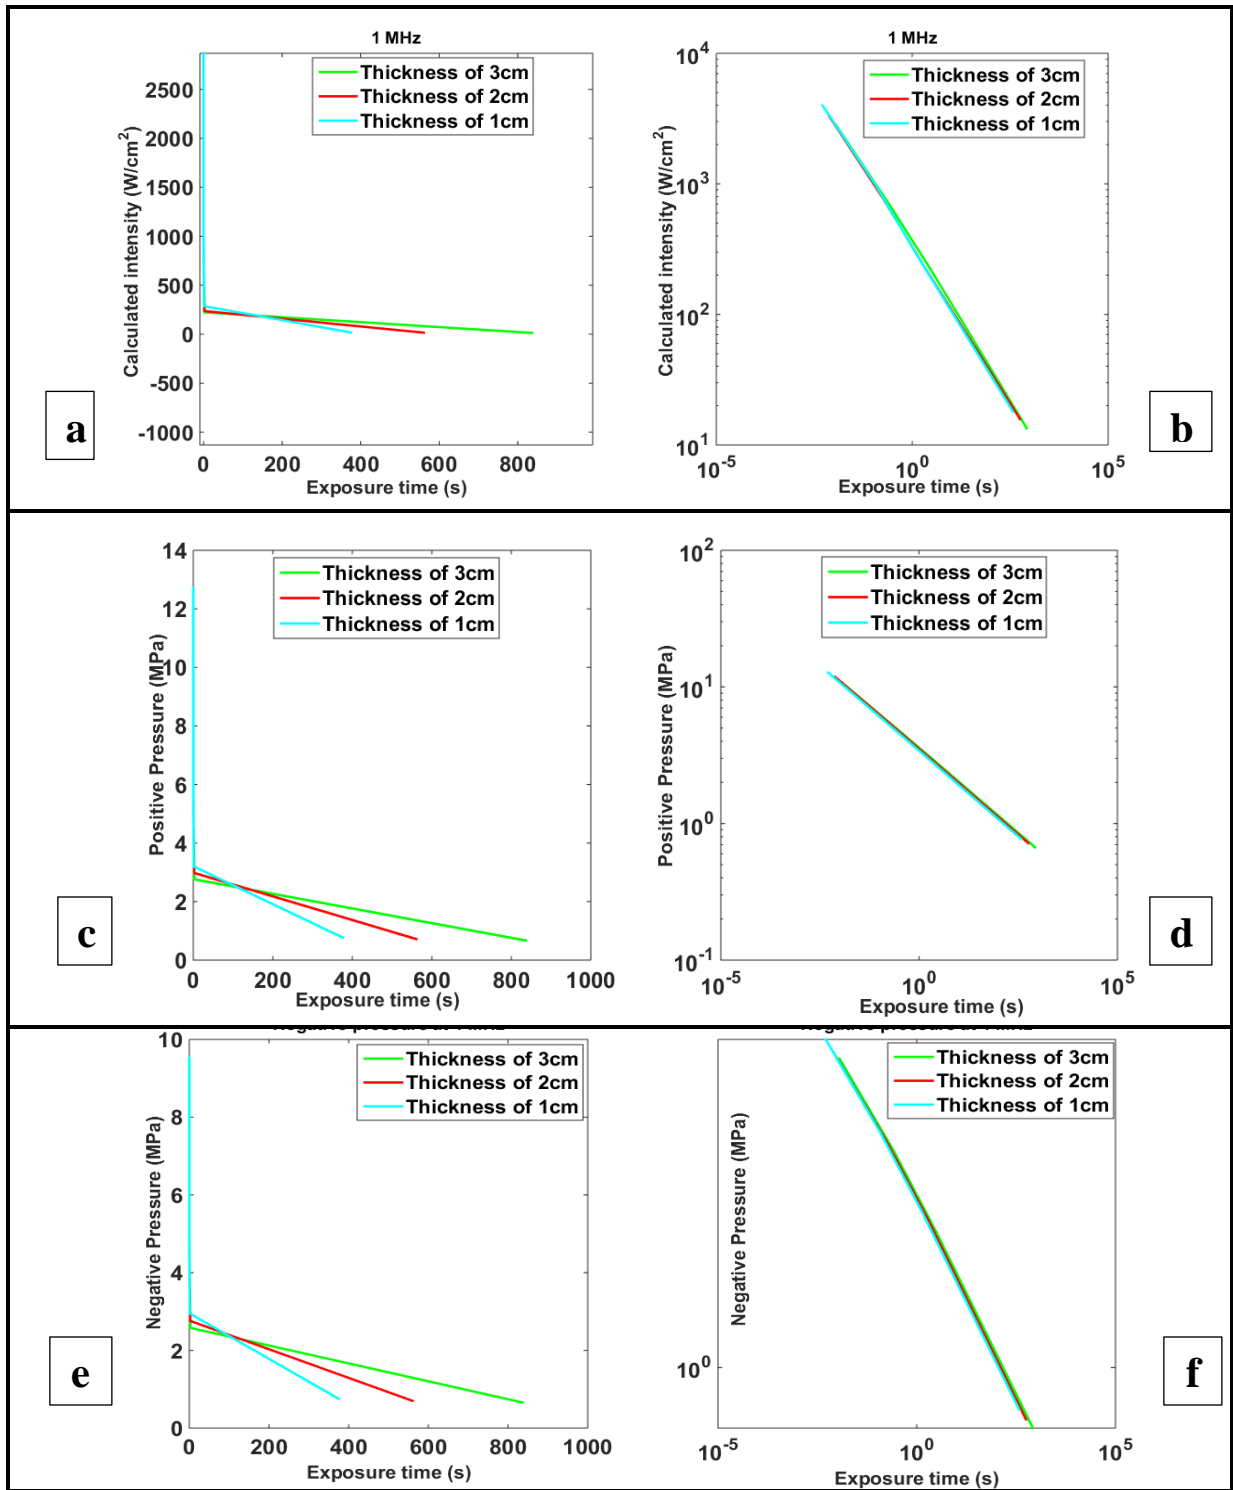 1 MHz
Thickness of 3cm
Thickness of 2cm
Thickness of 1cm
2500
2000
1500
1000
500
0
-500
-1000
Calculated intensity (W/cm²)
0 200 400 600 800
Exposure time (s)
a
1 MHz
Thickness of 3cm
Thickness of 2cm
Thickness of 1cm
10⁴
10³
10²
10¹
Calculated intensity (W/cm²)
10⁻⁵ 10⁰ 10⁵
Exposure time (s)
b
Thickness of 3cm
Thickness of 2cm
Thickness of 1cm
14
12
10
8
6
4
2
0
Positive Pressure (MPa)
0 200 400 600 800 1000
Exposure time (s)
c
Thickness of 3cm
Thickness of 2cm
Thickness of 1cm
10²
10¹
10⁰
10⁻¹
Positive Pressure (MPa)
10⁻⁵ 10⁰ 10⁵
Exposure time (s)
d
Thickness of 3cm
Thickness of 2cm
Thickness of 1cm
10
8
6
4
2
0
Negative Pressure (MPa)
0 200 400 600 800 1000
Exposure time (s)
e
Thickness of 3cm
Thickness of 2cm
Thickness of 1cm
10⁰
Negative Pressure (MPa)
10⁻⁵ 10⁰ 10⁵
Exposure time (s)
f